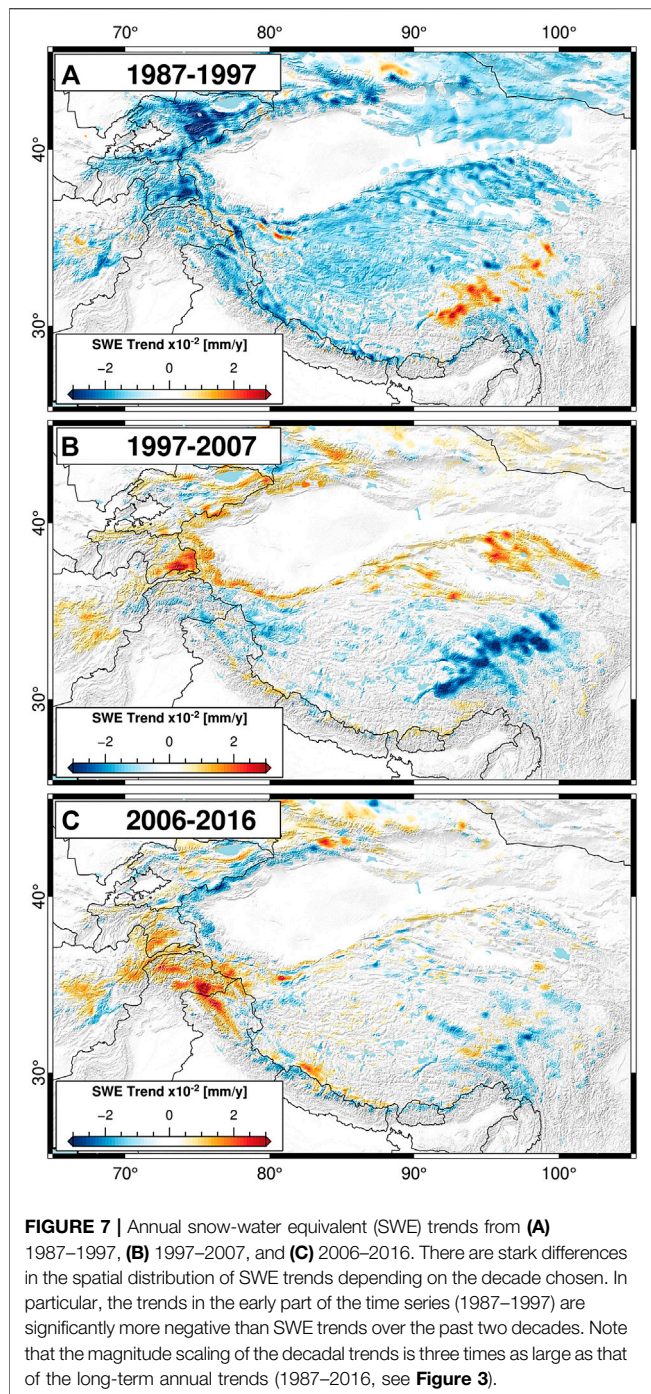 70° 80° 90° 100°
A 1987-1997
40°
30°
SWE Trend x10⁻² [mm/y]
−2 0 2
B 1997-2007
40°
30°
SWE Trend x10⁻² [mm/y]
−2 0 2
C 2006-2016
40°
30°
SWE Trend x10⁻² [mm/y]
−2 0 2
70° 80° 90° 100°
FIGURE 7 | Annual snow-water equivalent (SWE) trends from (A)
1987–1997, (B) 1997–2007, and (C) 2006–2016. There are stark differences
in the spatial distribution of SWE trends depending on the decade chosen. In
particular, the trends in the early part of the time series (1987–1997) are
significantly more negative than SWE trends over the past two decades. Note
that the magnitude scaling of the decadal trends is three times as large as that
of the long-term annual trends (1987–2016, see Figure 3).